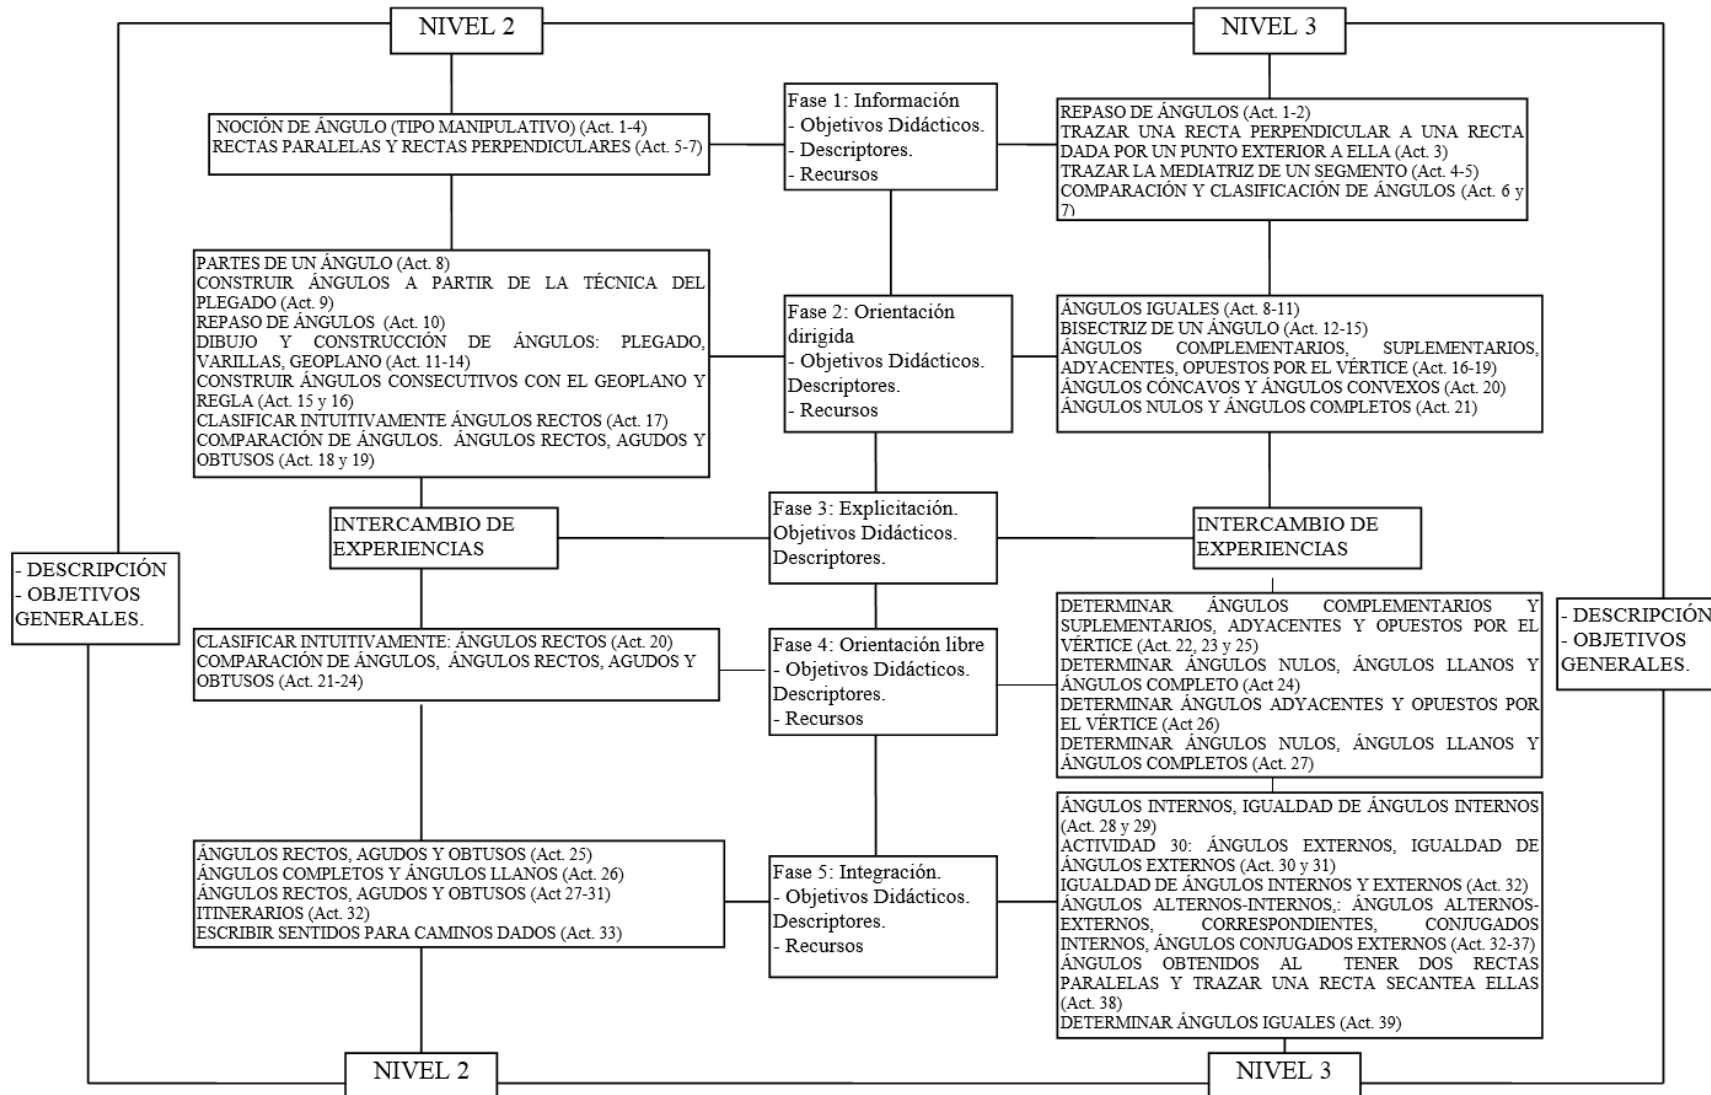 NIVEL 2
NIVEL 3
NOCIÓN DE ÁNGULO (TIPO MANIPULATIVO) (Act. 1-4)
RECTAS PARALELAS Y RECTAS PERPENDICULARES (Act. 5-7)
Fase 1: Información
- Objetivos Didácticos.
- Descriptores.
- Recursos
REPASO DE ÁNGULOS (Act. 1-2)
TRAZAR UNA RECTA PERPENDICULAR A UNA RECTA
DADA POR UN PUNTO EXTERIOR A ELLA (Act. 3)
TRAZAR LA MEDIATRIZ DE UN SEGMENTO (Act. 4-5)
COMPARACIÓN Y CLASIFICACIÓN DE ÁNGULOS (Act. 6 y
7)
PARTES DE UN ÁNGULO (Act. 8)
CONSTRUIR ÁNGULOS A PARTIR DE LA TÉCNICA DEL
PLEGADO (Act. 9)
REPASO DE ÁNGULOS (Act. 10)
DIBUJO Y CONSTRUCCIÓN DE ÁNGULOS: PLEGADO,
VARILLAS, GEOPLANO (Act. 11-14)
CONSTRUIR ÁNGULOS CONSECUTIVOS CON EL GEOPLANO Y
REGLA (Act. 15 y 16)
CLASIFICAR INTUITIVAMENTE ÁNGULOS RECTOS (Act. 17)
COMPARACIÓN DE ÁNGULOS. ÁNGULOS RECTOS, AGUDOS Y
OBTUSOS (Act. 18 y 19)
Fase 2: Orientación
dirigida
- Objetivos Didácticos.
Descriptores.
- Recursos
ÁNGULOS IGUALES (Act. 8-11)
BISECTRIZ DE UN ÁNGULO (Act. 12-15)
ÁNGULOS COMPLEMENTARIOS, SUPLEMENTARIOS,
ADYACENTES, OPUESTOS POR EL VÉRTICE (Act. 16-19)
ÁNGULOS CÓNCAVOS Y ÁNGULOS CONVEXOS (Act. 20)
ÁNGULOS NULOS Y ÁNGULOS COMPLETOS (Act. 21)
INTERCAMBIO DE
EXPERIENCIAS
Fase 3: Explicitación.
Objetivos Didácticos.
Descriptores.
INTERCAMBIO DE
EXPERIENCIAS
- DESCRIPCIÓN
- OBJETIVOS
GENERALES.
CLASIFICAR INTUITIVAMENTE: ÁNGULOS RECTOS (Act. 20)
COMPARACIÓN DE ÁNGULOS, ÁNGULOS RECTOS, AGUDOS Y
OBTUSOS (Act. 21-24)
Fase 4: Orientación libre
- Objetivos Didácticos.
Descriptores.
- Recursos
DETERMINAR ÁNGULOS COMPLEMENTARIOS Y
SUPLEMENTARIOS, ADYACENTES Y OPUESTOS POR EL
VÉRTICE (Act. 22, 23 y 25)
DETERMINAR ÁNGULOS NULOS, ÁNGULOS LLANOS Y
ÁNGULOS COMPLETO (Act 24)
DETERMINAR ÁNGULOS ADYACENTES Y OPUESTOS POR
EL VÉRTICE (Act 26)
DETERMINAR ÁNGULOS NULOS, ÁNGULOS LLANOS Y
ÁNGULOS COMPLETOS (Act. 27)
- DESCRIPCIÓN
- OBJETIVOS
GENERALES.
ÁNGULOS RECTOS, AGUDOS Y OBTUSOS (Act. 25)
ÁNGULOS COMPLETOS Y ÁNGULOS LLANOS (Act. 26)
ÁNGULOS RECTOS, AGUDOS Y OBTUSOS (Act 27-31)
ITINERARIOS (Act. 32)
ESCRIBIR SENTIDOS PARA CAMINOS DADOS (Act. 33)
Fase 5: Integración.
- Objetivos Didácticos.
Descriptores.
- Recursos
ÁNGULOS INTERNOS, IGUALDAD DE ÁNGULOS INTERNOS
(Act. 28 y 29)
ACTIVIDAD 30: ÁNGULOS EXTERNOS, IGUALDAD DE
ÁNGULOS EXTERNOS (Act. 30 y 31)
IGUALDAD DE ÁNGULOS INTERNOS Y EXTERNOS (Act. 32)
ÁNGULOS ALTERNOS-INTERNOS,: ÁNGULOS ALTERNOS-
EXTERNOS, CORRESPONDIENTES, CONJUGADOS
INTERNOS, ÁNGULOS CONJUGADOS EXTERNOS (Act. 32-37)
ÁNGULOS OBTENIDOS AL TENER DOS RECTAS
PARALELAS Y TRAZAR UNA RECTA SECANTEA ELLAS
(Act. 38)
DETERMINAR ÁNGULOS IGUALES (Act. 39)
NIVEL 2
NIVEL 3